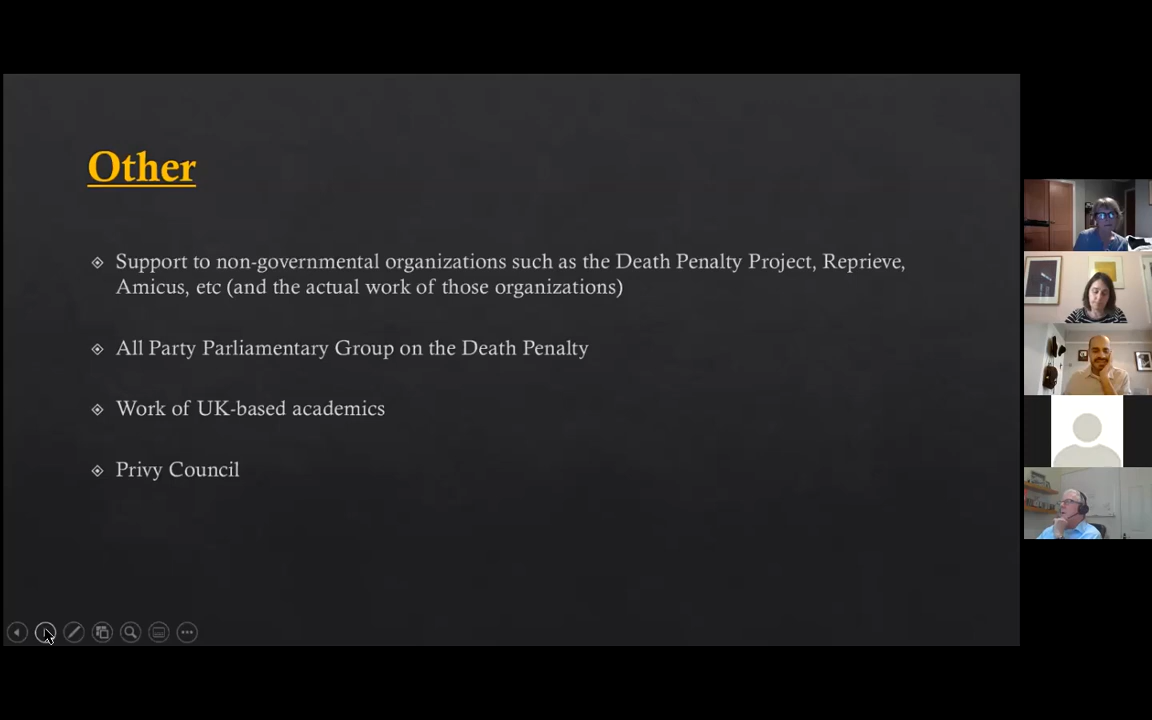 Other
Support to non-governmental organizations such as the Death Penalty Project, Reprieve,
Amicus, etc (and the actual work of those organizations)
All Party Parliamentary Group on the Death Penalty
Work of UK-based academics
Privy Council